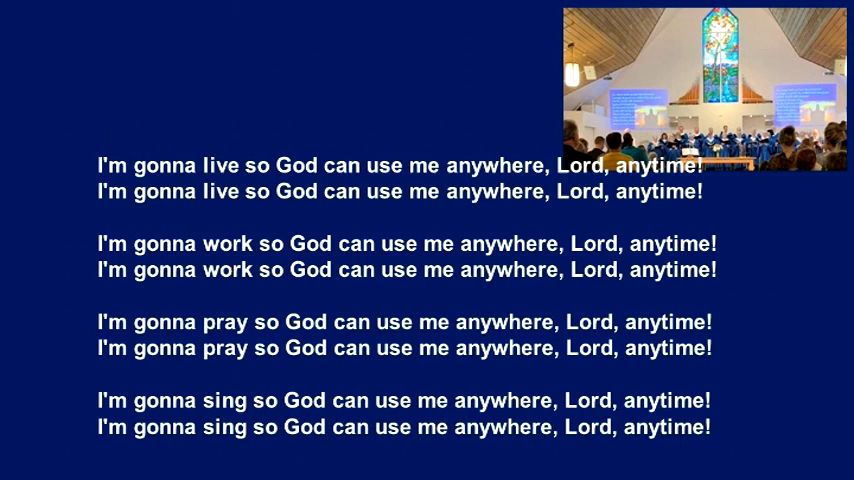 I'm gonna live so God can use me anywhere, Lord, anytime!
I'm gonna live so God can use me anywhere, Lord, anytime!
I'm gonna work so God can use me anywhere, Lord, anytime!
I'm gonna work so God can use me anywhere, Lord, anytime!
I'm gonna pray so God can use me anywhere, Lord, anytime!
I'm gonna pray so God can use me anywhere, Lord, anytime!
I'm gonna sing so God can use me anywhere, Lord, anytime!
I'm gonna sing so God can use me anywhere, Lord, anytime!